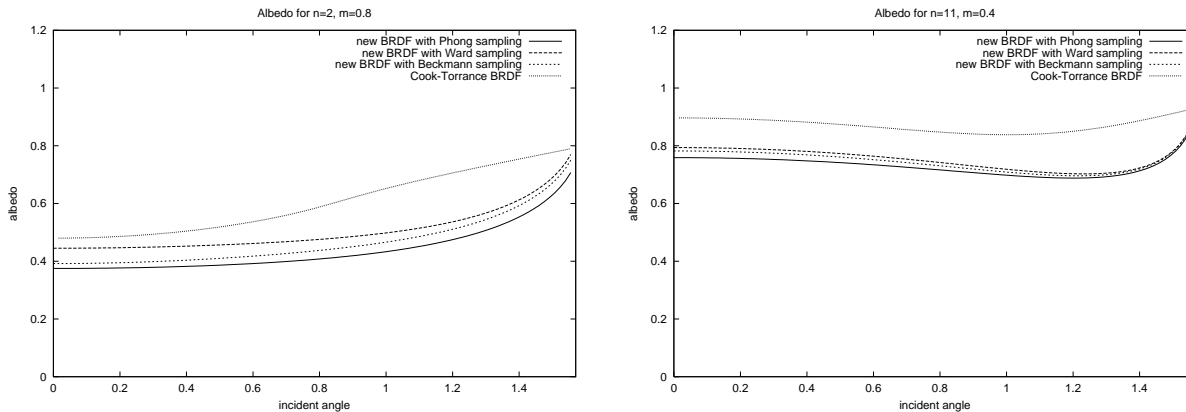 Albedo for n=2, m=0.8
1.2
1
0.8
0.6
0.4
0.2
0
albedo
new BRDF with Phong sampling
new BRDF with Ward sampling
new BRDF with Beckmann sampling
Cook-Torrance BRDF
0 0.2 0.4 0.6 0.8 1 1.2 1.4
incident angle
Albedo for n=11, m=0.4
1.2
1
0.8
0.6
0.4
0.2
0
albedo
new BRDF with Phong sampling
new BRDF with Ward sampling
new BRDF with Beckmann sampling
Cook-Torrance BRDF
0 0.2 0.4 0.6 0.8 1 1.2 1.4
incident angle